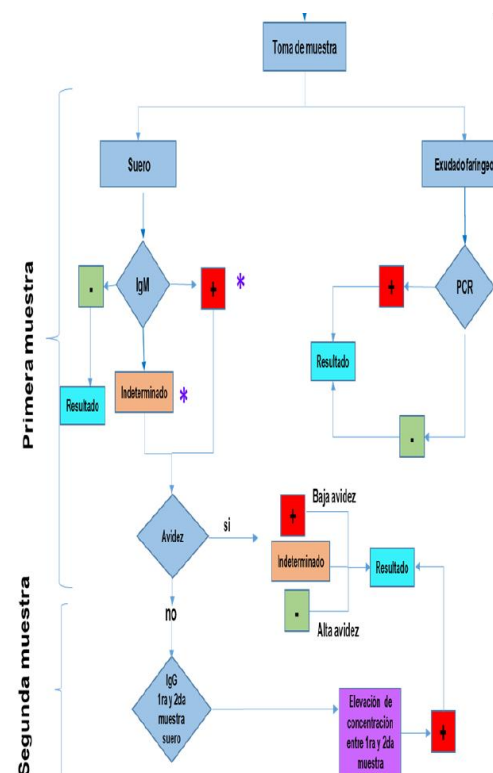 Toma de muestra
Suero
Exudado faringeo
Primera muestra
IgM
-
+
*
PCR
+
Resultado
Resultado
Indeterminado
*
-
Avidez
si
+
Baja avidez
Indeterminado
Resultado
-
Alta avidez
no
Segunda muestra
IgG
1ra y 2da
muestra
suero
Elevación de
concentración
entre 1ra y 2da
muestra
+